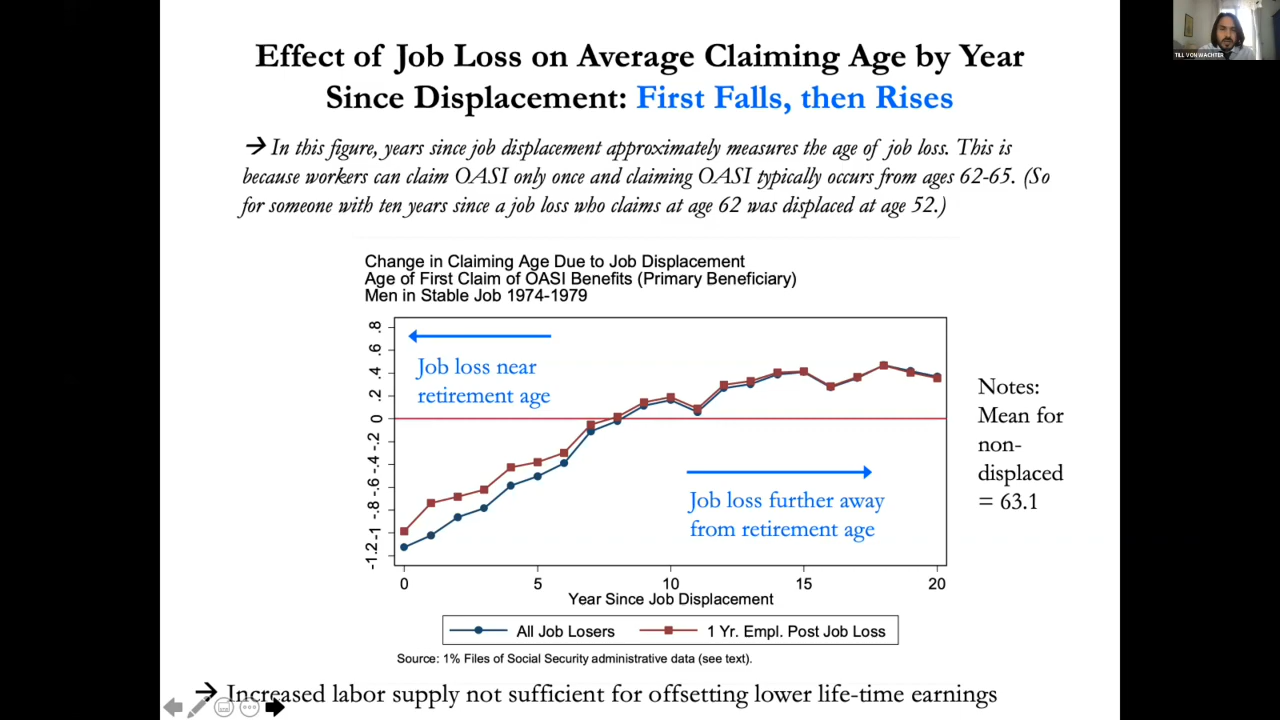 TILL VON WACHTER
Effect of Job Loss on Average Claiming Age by Year
Since Displacement: First Falls, then Rises
→ In this figure, years since job displacement approximately measures the age of job loss. This is
because workers can claim OASI only once and claiming OASI typically occurs from ages 62-65. (So
for someone with ten years since a job loss who claims at age 62 was displaced at age 52.)
Change in Claiming Age Due to Job Displacement
Age of First Claim of OASI Benefits (Primary Beneficiary)
Men in Stable Job 1974-1979
.8
.6
.4
.2
0
-.2
-.4
-.6
-.8
-1
-1.2
Job loss near
retirement age
Job loss further away
from retirement age
0 5 10 15 20
Year Since Job Displacement
All Job Losers 1 Yr. Empl. Post Job Loss
Source: 1% Files of Social Security administrative data (see text).
Notes:
Mean for
non-
displaced
= 63.1
→ Increased labor supply not sufficient for offsetting lower life-time earnings